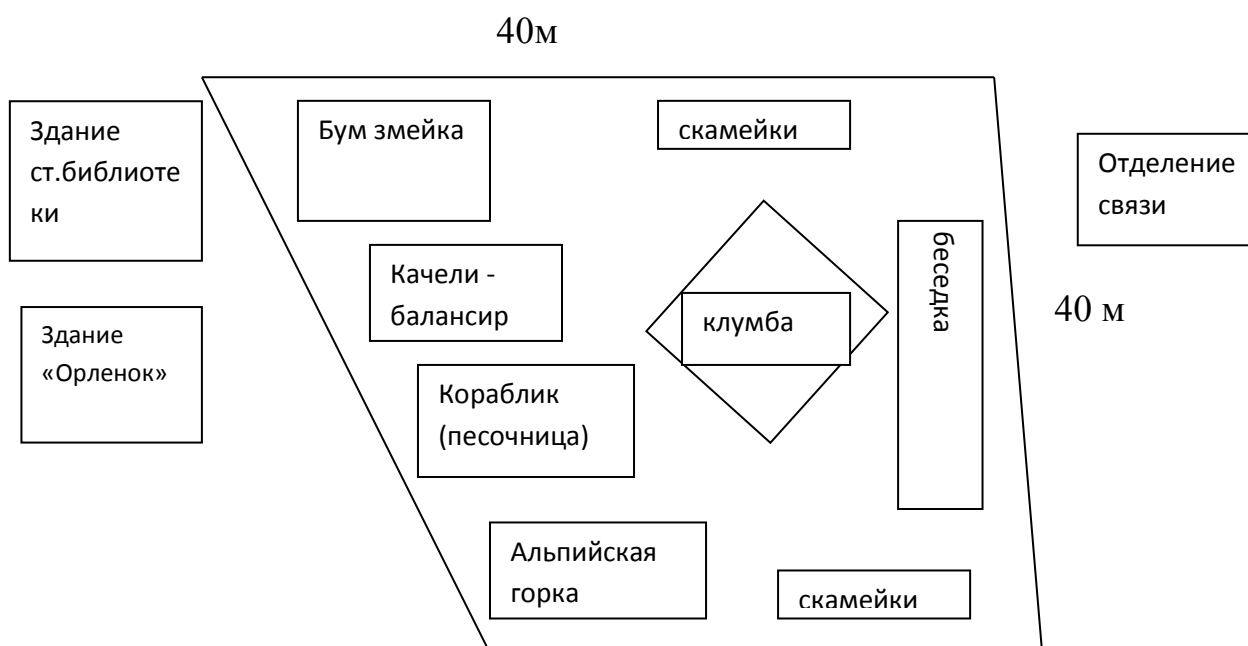 40м
Здание
ст.библиоте
ки
Бум змейка
скамейки
Отделение
связи
Качели -
балансир
беседка
40 м
клумба
Здание
«Орленок»
Кораблик
(песочница)
Альпийская
горка
скамейки